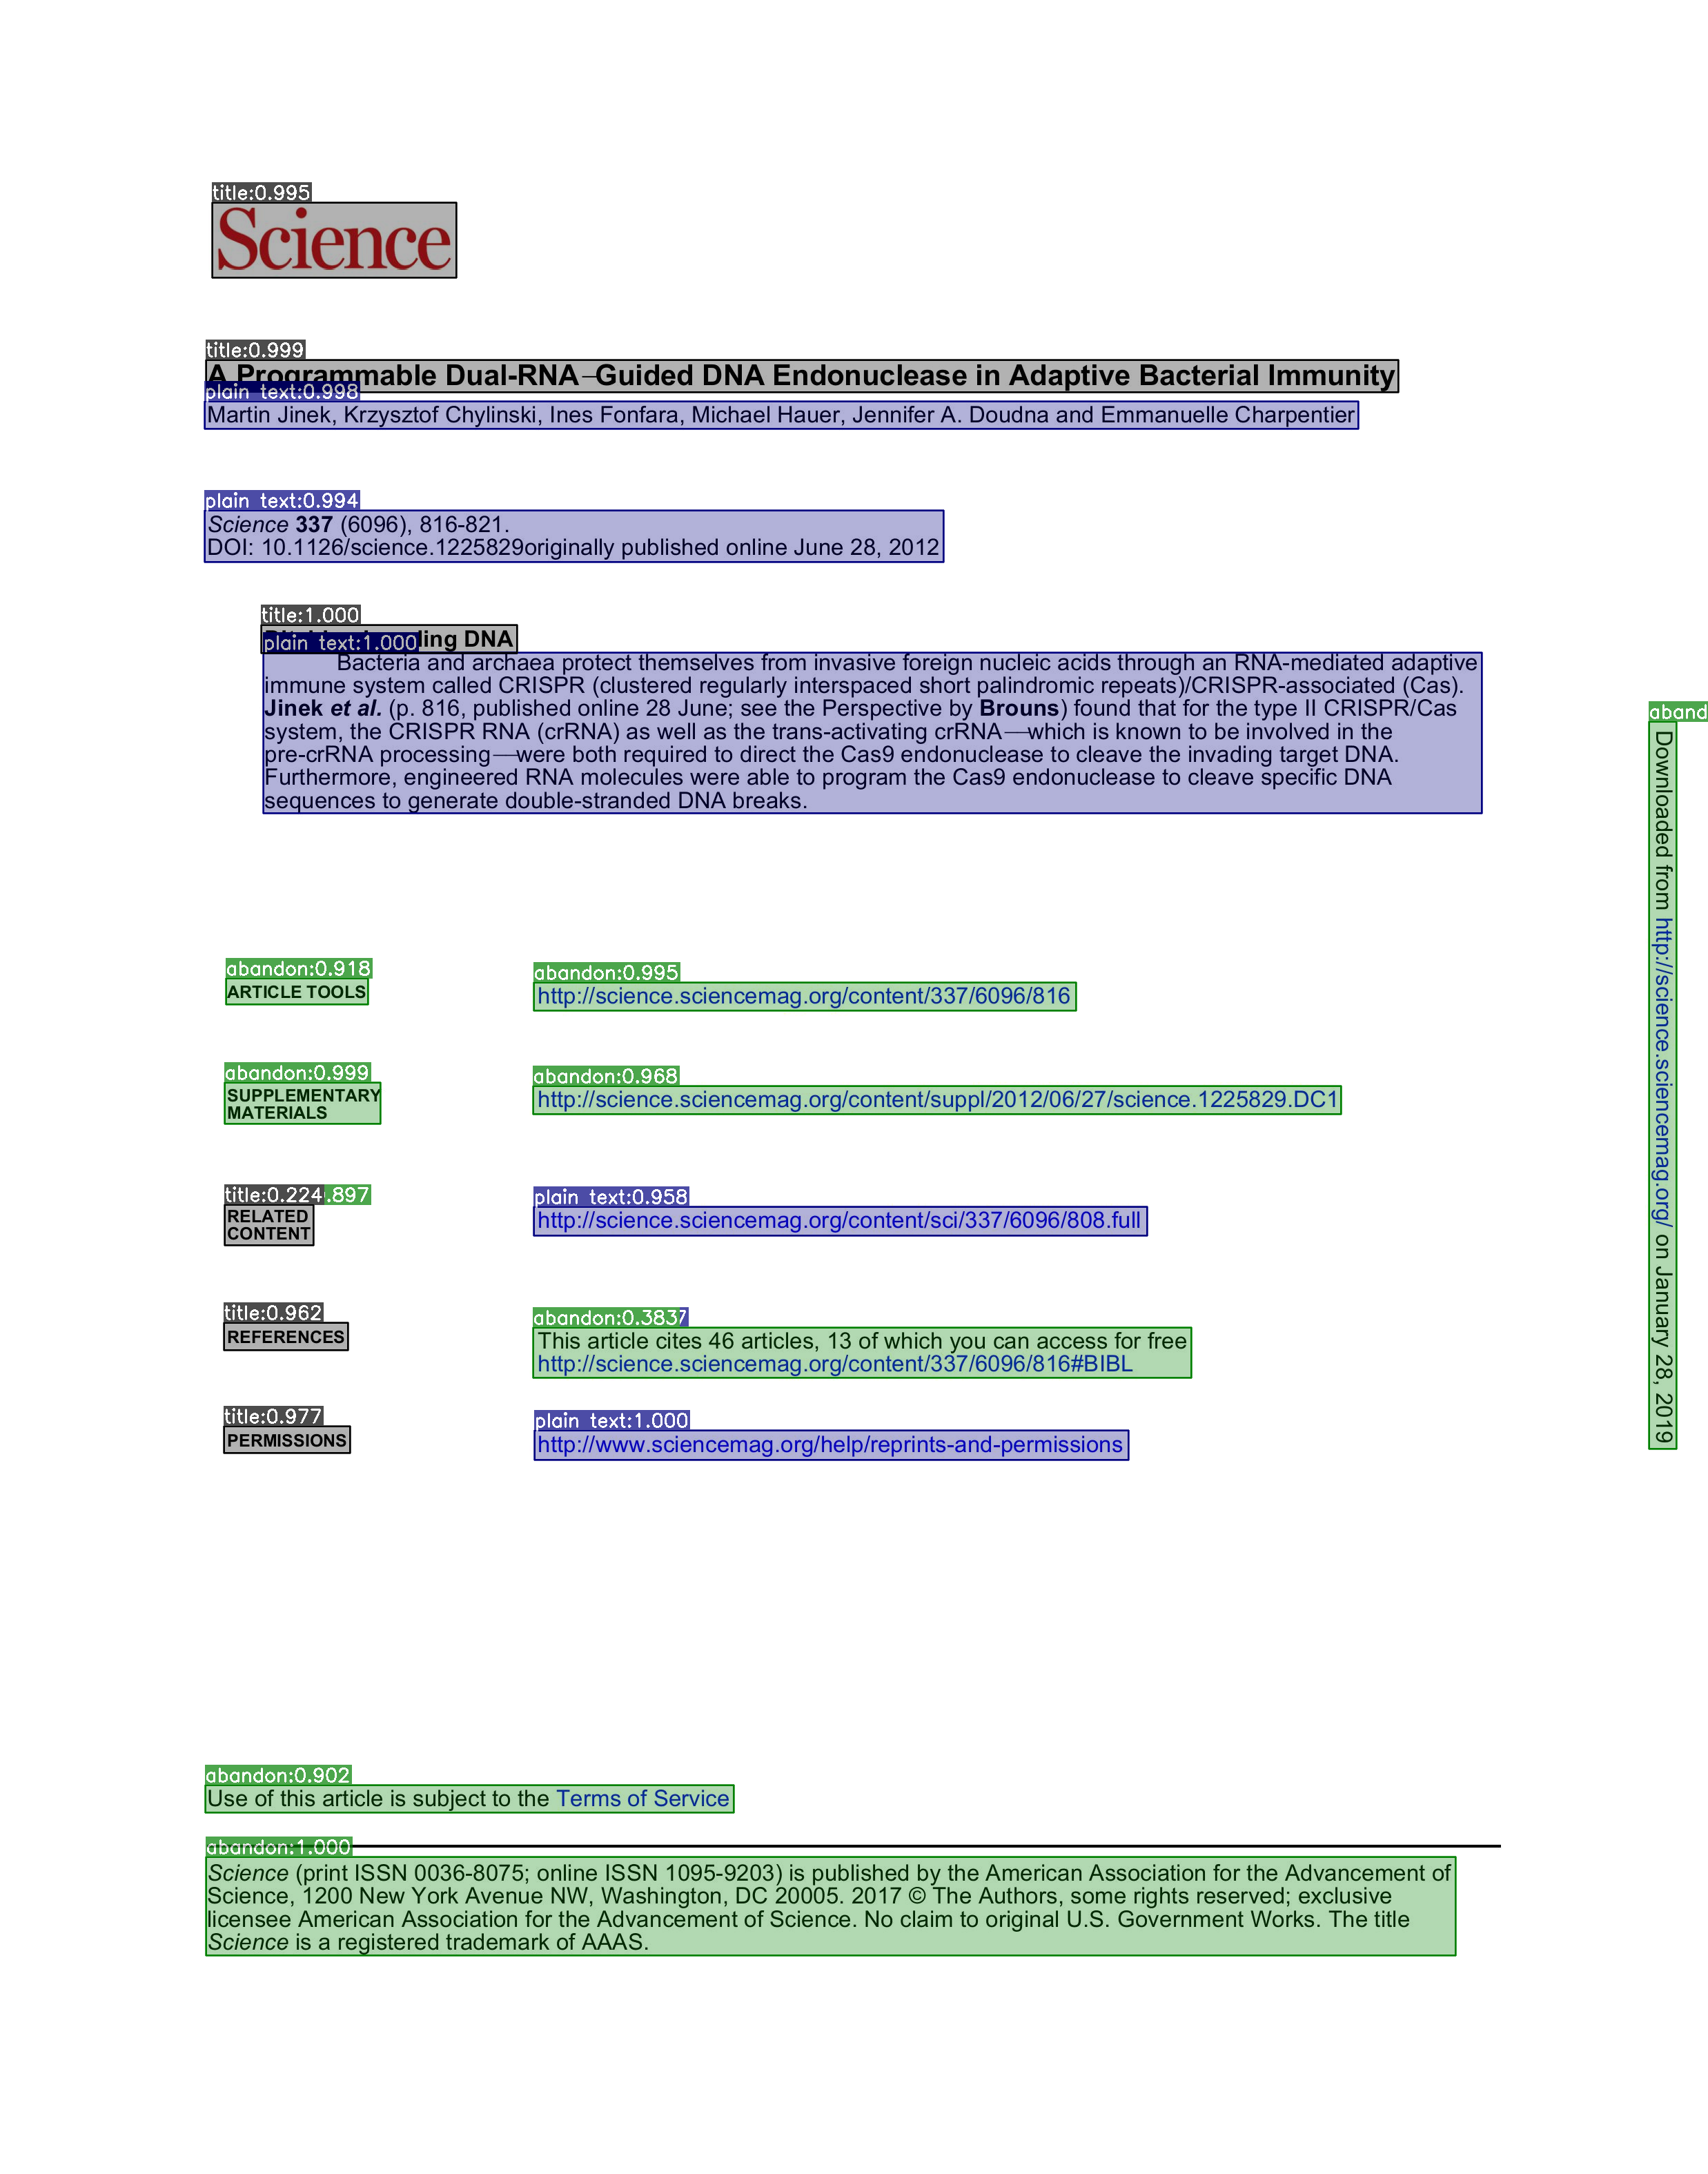 title:0.995
Science
title:0.999
A Programmable Dual-RNA–Guided DNA Endonuclease in Adaptive Bacterial Immunity
plain text:0.998
Martin Jinek, Krzysztof Chylinski, Ines Fonfara, Michael Hauer, Jennifer A. Doudna and Emmanuelle Charpentier
plain text:0.994
Science 337 (6096), 816-821.
DOI: 10.1126/science.1225829originally published online June 28, 2012
title:1.000
DNA
plain text:1.000
Bacteria and archaea protect themselves from invasive foreign nucleic acids through an RNA-mediated adaptive
immune system called CRISPR (clustered regularly interspaced short palindromic repeats)/CRISPR-associated (Cas).
Jinek et al. (p. 816, published online 28 June; see the Perspective by Brouns) found that for the type II CRISPR/Cas
system, the CRISPR RNA (crRNA) as well as the trans-activating crRNA—which is known to be involved in the
pre-crRNA processing—were both required to direct the Cas9 endonuclease to cleave the invading target DNA.
Furthermore, engineered RNA molecules were able to program the Cas9 endonuclease to cleave specific DNA
sequences to generate double-stranded DNA breaks.
aband
Downloaded from http://science.sciencemag.org/ on January 28, 2019
abandon:0.918
ARTICLE TOOLS
abandon:0.995
http://science.sciencemag.org/content/337/6096/816
abandon:0.999
SUPPLEMENTARY
MATERIALS
abandon:0.968
http://science.sciencemag.org/content/suppl/2012/06/27/science.1225829.DC1
title:0.224.897
RELATED
CONTENT
plain text:0.958
http://science.sciencemag.org/content/sci/337/6096/808.full
title:0.962
REFERENCES
abandon:0.3837
This article cites 46 articles, 13 of which you can access for free
http://science.sciencemag.org/content/337/6096/816#BIBL
title:0.977
PERMISSIONS
plain text:1.000
http://www.sciencemag.org/help/reprints-and-permissions
abandon:0.902
Use of this article is subject to the Terms of Service
abandon:1.000
Science (print ISSN 0036-8075; online ISSN 1095-9203) is published by the American Association for the Advancement of
Science, 1200 New York Avenue NW, Washington, DC 20005. 2017 © The Authors, some rights reserved; exclusive
licensee American Association for the Advancement of Science. No claim to original U.S. Government Works. The title
Science is a registered trademark of AAAS.